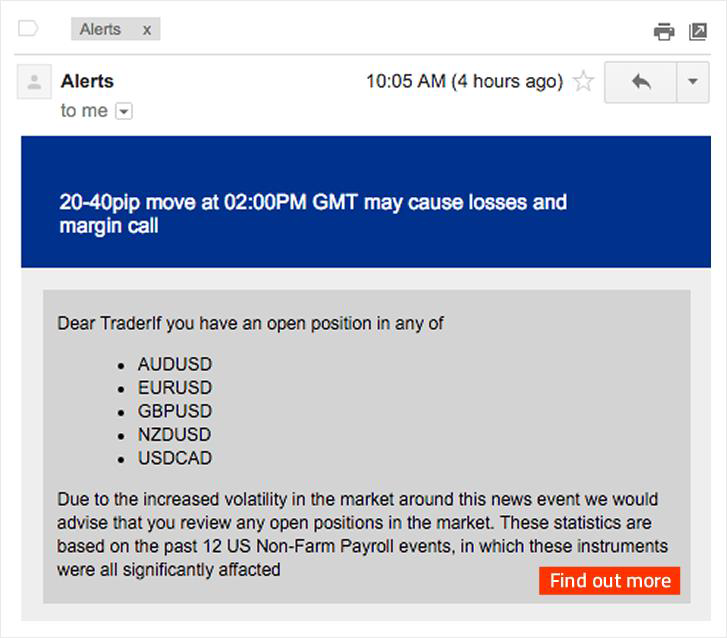 Alerts x
Alerts
10:05 AM (4 hours ago)
to me
20-40pip move at 02:00PM GMT may cause losses and
margin call
Dear TraderIf you have an open position in any of
• AUDUSD
• EURUSD
• GBPUSD
• NZDUSD
• USDCAD
Due to the increased volatility in the market around this news event we would
advise that you review any open positions in the market. These statistics are
based on the past 12 US Non-Farm Payroll events, in which these instruments
were all significantly affacted
Find out more